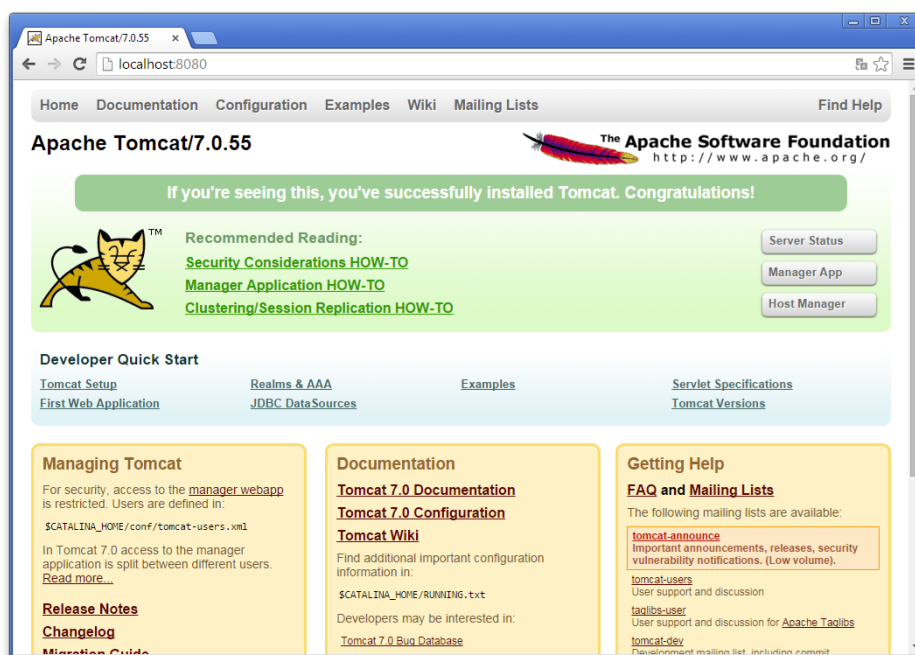 Apache Tomcat/7.0.55
localhost:8080
Home Documentation Configuration Examples Wiki Mailing Lists Find Help
Apache Tomcat/7.0.55
The Apache Software Foundation
http://www.apache.org/
If you're seeing this, you've successfully installed Tomcat. Congratulations!
TM
Recommended Reading:
Security Considerations HOW-TO
Manager Application HOW-TO
Clustering/Session Replication HOW-TO
Server Status
Manager App
Host Manager
Developer Quick Start
Tomcat Setup
First Web Application
Realms & AAA
JDBC DataSources
Examples
Servlet Specifications
Tomcat Versions
Managing Tomcat
For security, access to the manager webapp
is restricted. Users are defined in:
$CATALINA_HOME/conf/tomcat-users.xml
In Tomcat 7.0 access to the manager
application is split between different users.
Read more...
Release Notes
Changelog
Migration Guide
Documentation
Tomcat 7.0 Documentation
Tomcat 7.0 Configuration
Tomcat Wiki
Find additional important configuration
information in:
$CATALINA_HOME/RUNNING.txt
Developers may be interested in:
Tomcat 7.0 Bug Database
Getting Help
FAQ and Mailing Lists
The following mailing lists are available:
tomcat-announce
Important announcements, releases, security
vulnerability notifications. (Low volume).
tomcat-users
User support and discussion
taglibs-user
User support and discussion for Apache Taglibs
tomcat-dev
Development mailing list, including commit